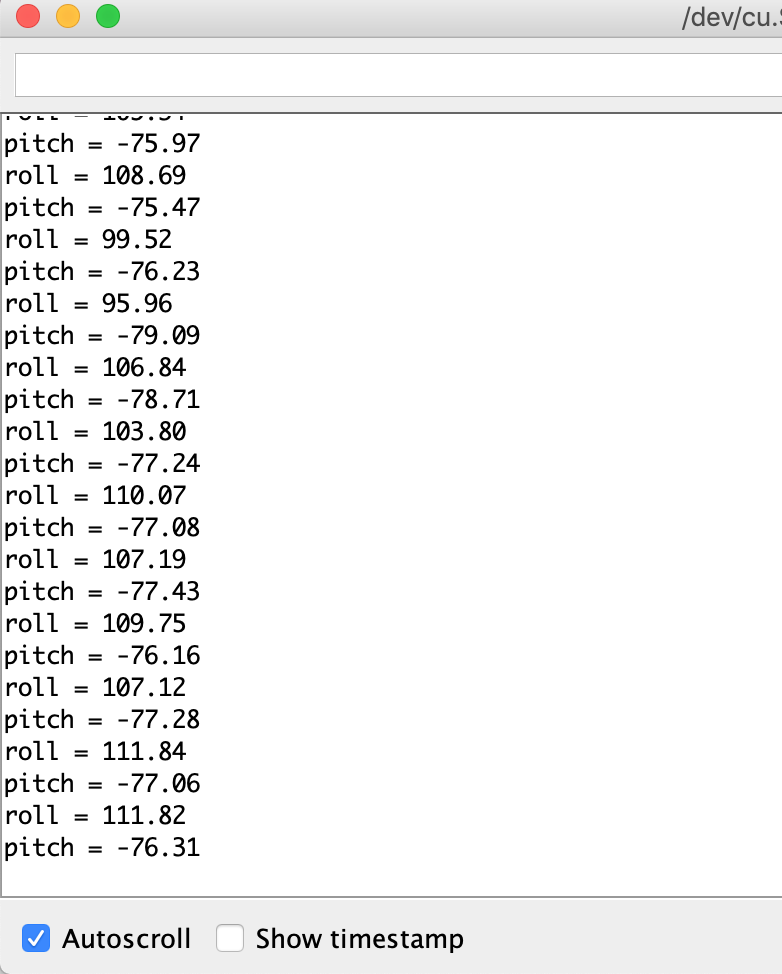 /dev/cu.
pitch = -75.97
roll = 108.69
pitch = -75.47
roll = 99.52
pitch = -76.23
roll = 95.96
pitch = -79.09
roll = 106.84
pitch = -78.71
roll = 103.80
pitch = -77.24
roll = 110.07
pitch = -77.08
roll = 107.19
pitch = -77.43
roll = 109.75
pitch = -76.16
roll = 107.12
pitch = -77.28
roll = 111.84
pitch = -77.06
roll = 111.82
pitch = -76.31
Autoscroll Show timestamp